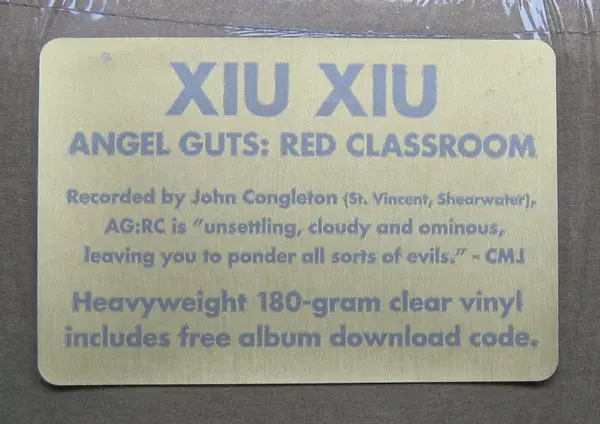 XIU XIU
ANGEL GUTS: RED CLASSROOM
Recorded by John Congleton (St. Vincent, Shearwater),
AG:RC is "unsettling, cloudy and ominous,
leaving you to ponder all sorts of evils." - CMJ
Heavyweight 180-gram clear vinyl
includes free album download code.